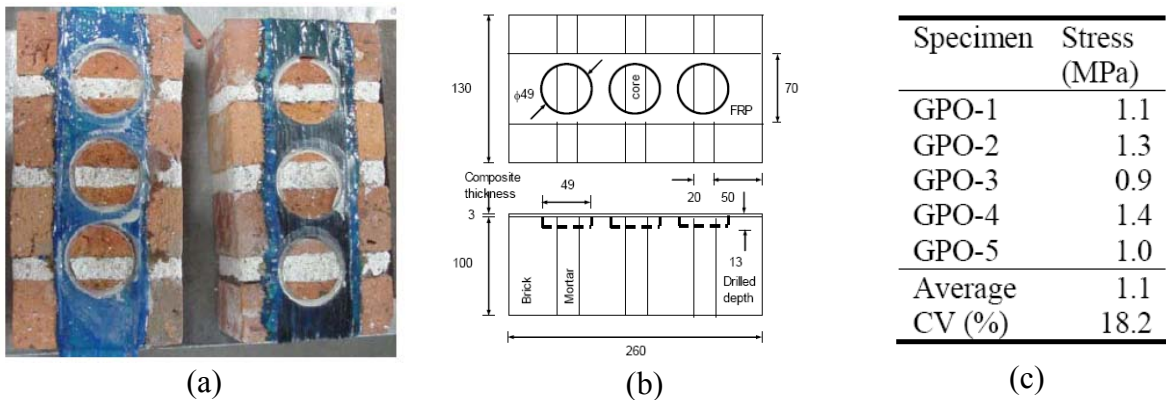 130
ϕ49
core
FRP
70
Composite
thickness
49
20
50
3
100
Brick
Mortar
13
Drilled
depth
260
Specimen Stress
(MPa)
GPO-1 1.1
GPO-2 1.3
GPO-3 0.9
GPO-4 1.4
GPO-5 1.0
Average 1.1
CV (%) 18.2
(a)
(b)
(c)